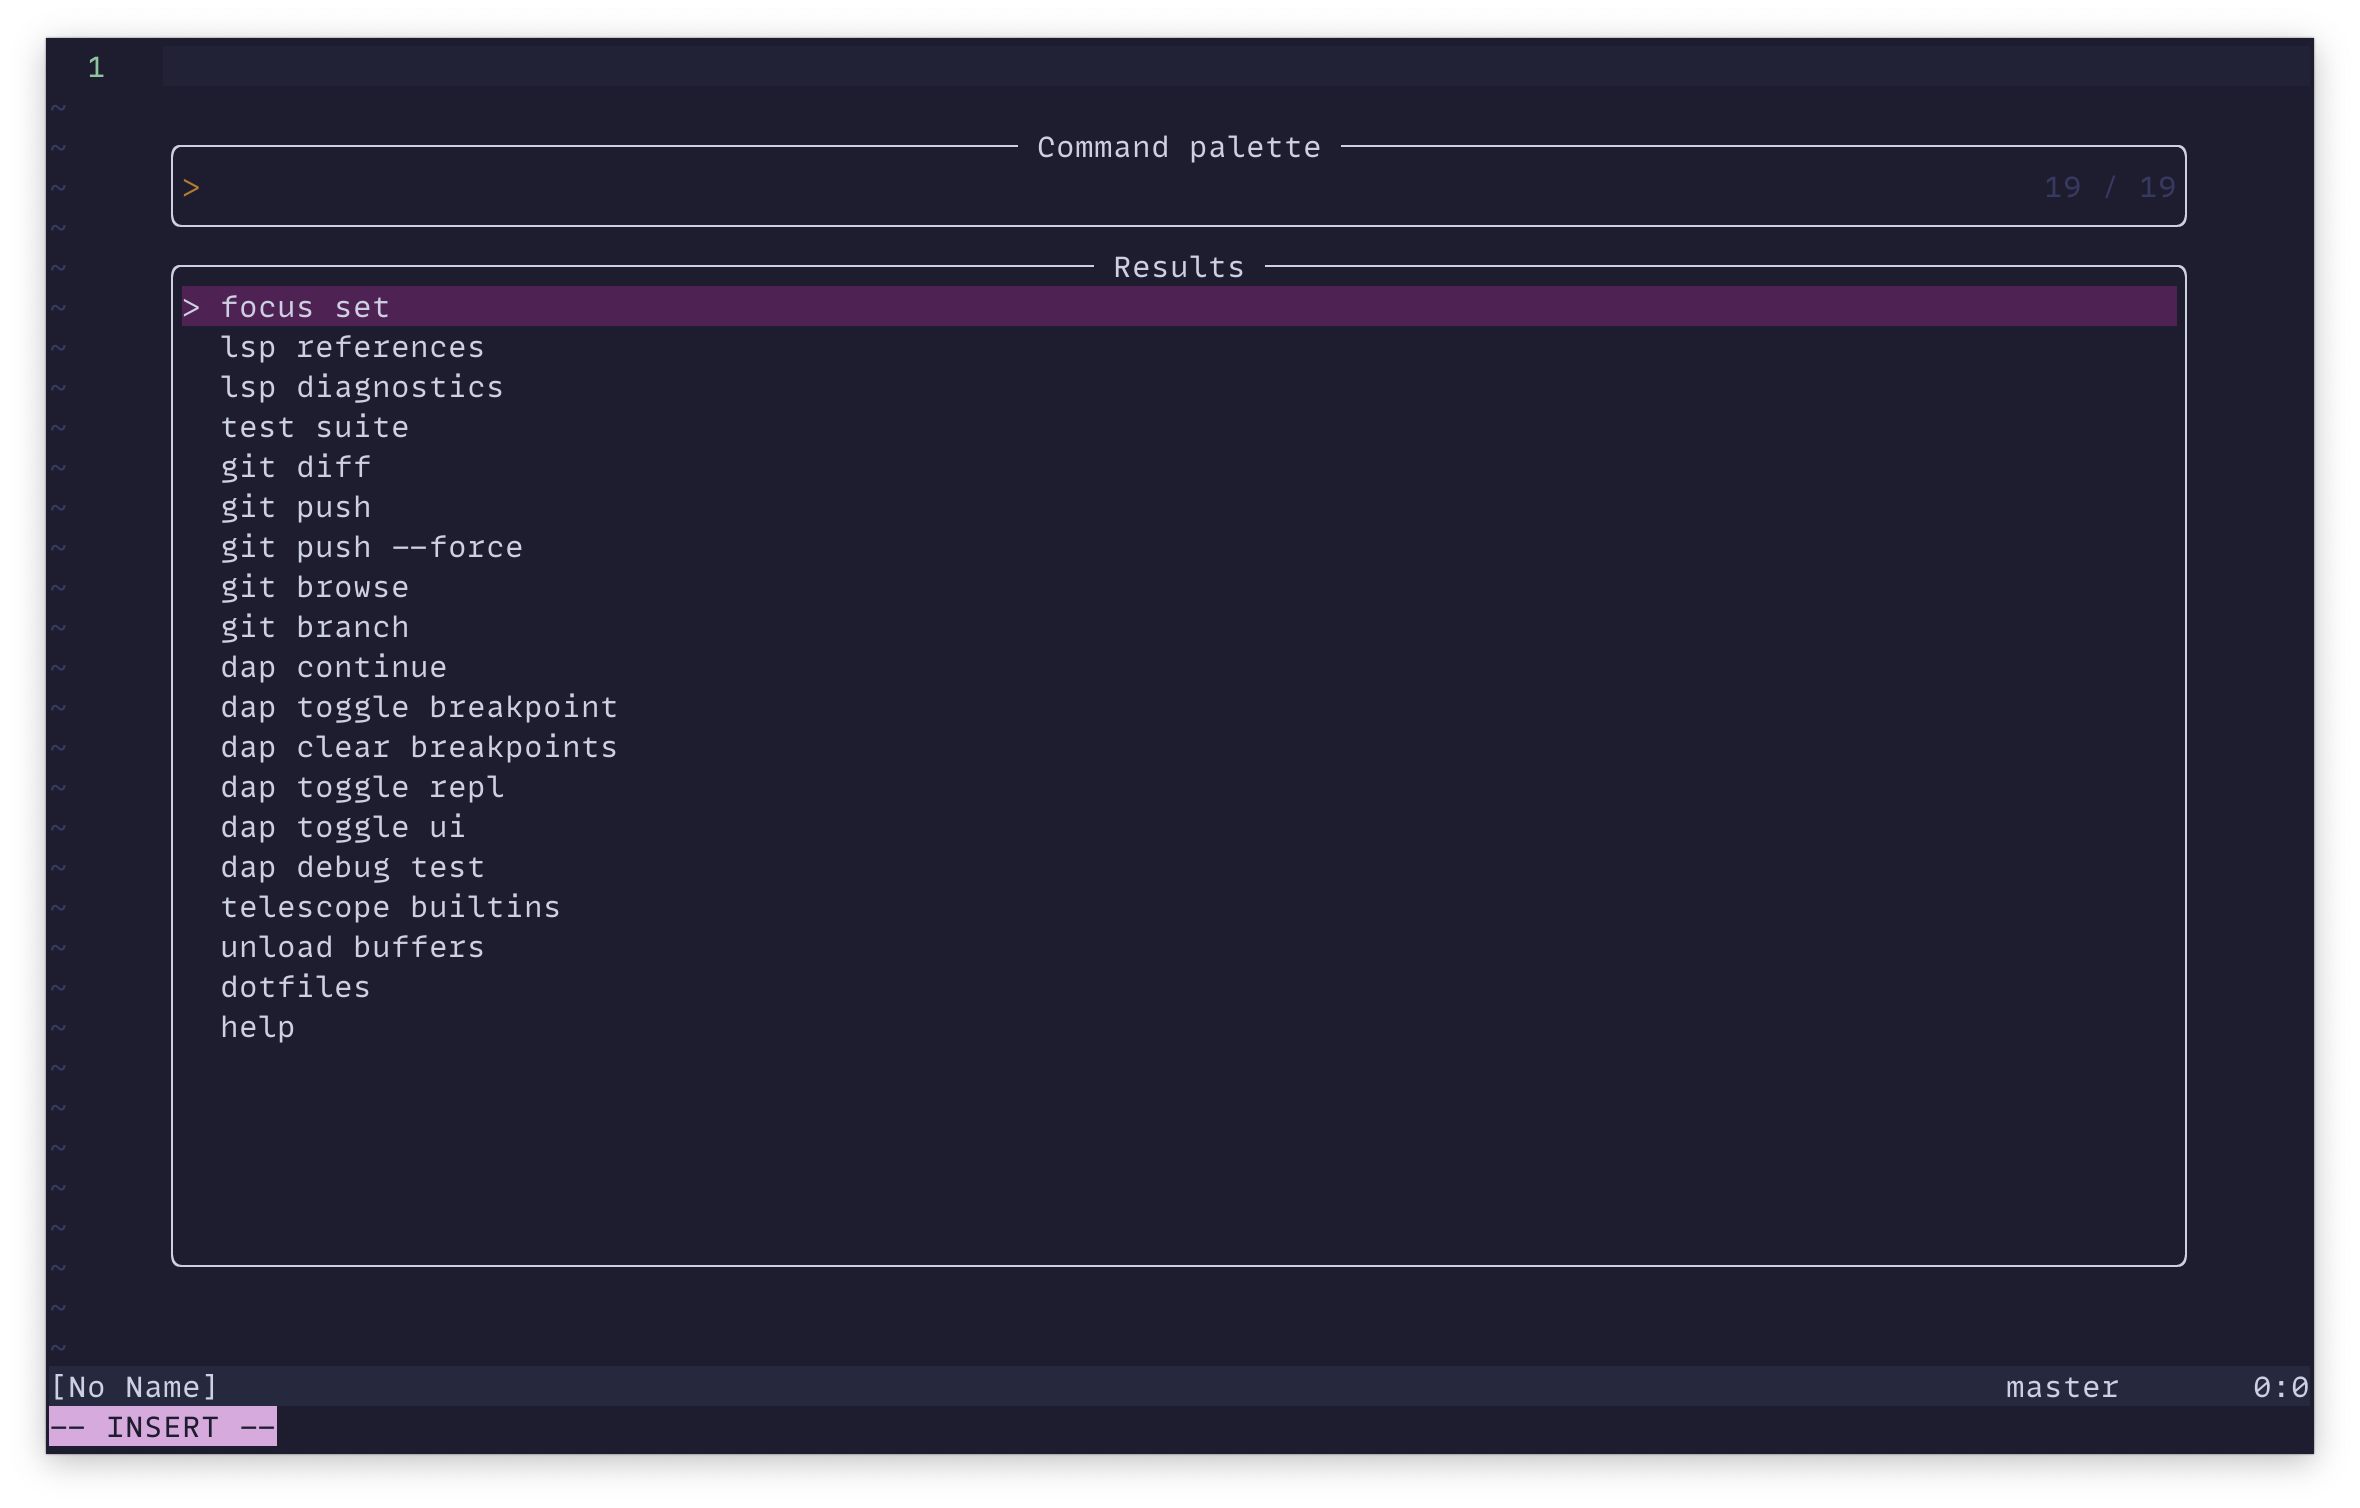 1
~
~ Command palette
~ > 19 / 19
~
~ Results
~ > focus set
~ lsp references
~ lsp diagnostics
~ test suite
~ git diff
~ git push
~ git push --force
~ git browse
~ git branch
~ dap continue
~ dap toggle breakpoint
~ dap clear breakpoints
~ dap toggle repl
~ dap toggle ui
~ dap debug test
~ telescope builtins
~ unload buffers
~ dotfiles
~ help
~
~
~
~
~
~
~
~
[No Name] master 0:0
-- INSERT --